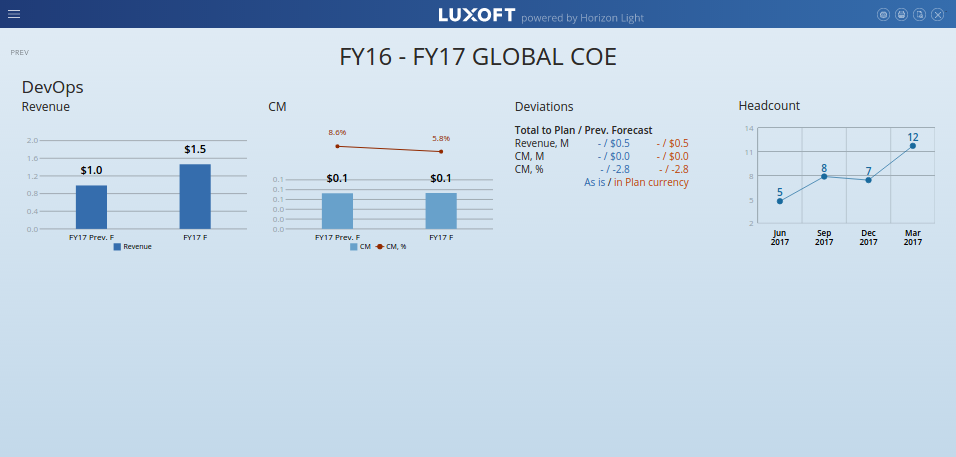 LUXOFT powered by Horizon Light
PREV
FY16 - FY17 GLOBAL COE
DevOps
Revenue
2.0
1.6
1.2
0.8
0.4
0.0
$1.0
$1.5
FY17 Prev. F
FY17 F
Revenue
CM
8.6%
5.8%
0.1
0.1
0.1
0.0
0.0
0.0
$0.1
$0.1
FY17 Prev. F
FY17 F
CM CM, %
Deviations
Total to Plan / Prev. Forecast
Revenue, M - / $0.5 - / $0.5
CM, M - / $0.0 - / $0.0
CM, % - / -2.8 - / -2.8
As is / in Plan currency
Headcount
14
11
8
5
2
5
8
7
12
Jun 2017
Sep 2017
Dec 2017
Mar 2017